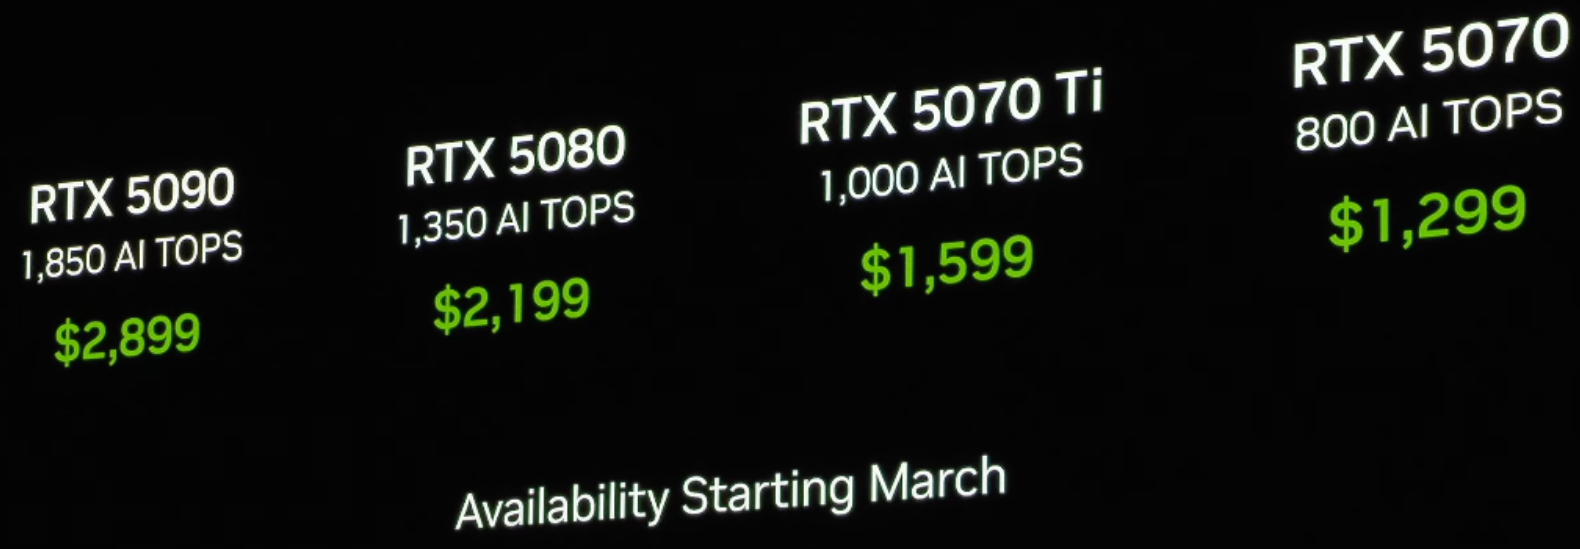 RTX 5090
1,850 AI TOPS
$2,899
RTX 5080
1,350 AI TOPS
$2,199
RTX 5070 Ti
1,000 AI TOPS
$1,599
RTX 5070
800 AI TOPS
$1,299
Availability Starting March